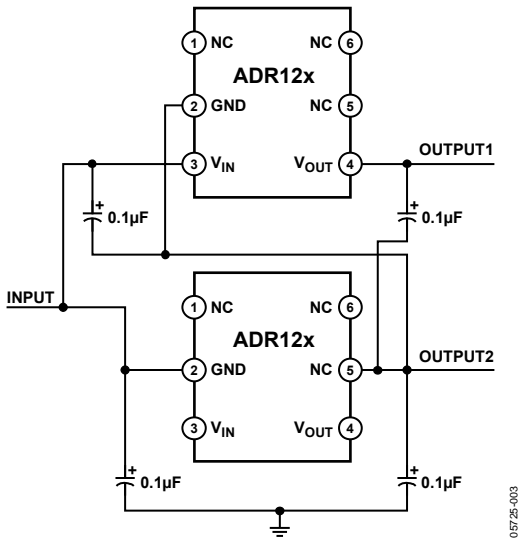 1 NC NC 6
ADR12x
2 GND NC 5
3 VIN VOUT 4
OUTPUT1
+ 0.1µF
+ 0.1µF
INPUT
1 NC NC 6
ADR12x
2 GND NC 5
OUTPUT2
3 VIN VOUT 4
+ 0.1µF
+ 0.1µF
05725-003